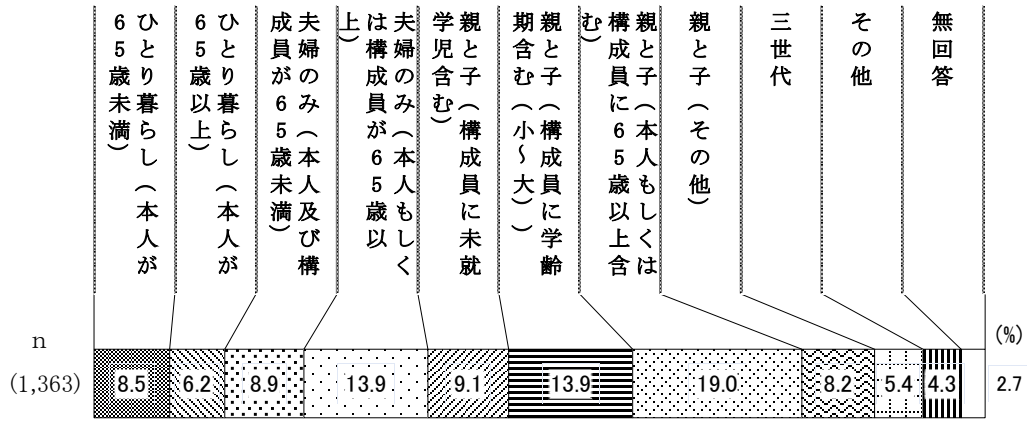 ひとり暮らし（本人が
６５歳未満）
ひとり暮らし（本人が
６５歳以上）
夫婦のみ（本人及び構
成員が６５歳未満）
夫婦のみ（本人もしく
は構成員が６５歳以
上）
親と子（構成員に未就
学児含む）
親と子（構成員に学齢
期含む（小～大））
親と子（本人もしくは
構成員に６５歳以上含
む）
親と子（その他）
三世代
その他
無回答
(%)
n
(1,363)
8.5
6.2
8.9
13.9
9.1
13.9
19.0
8.2
5.4
4.3
2.7